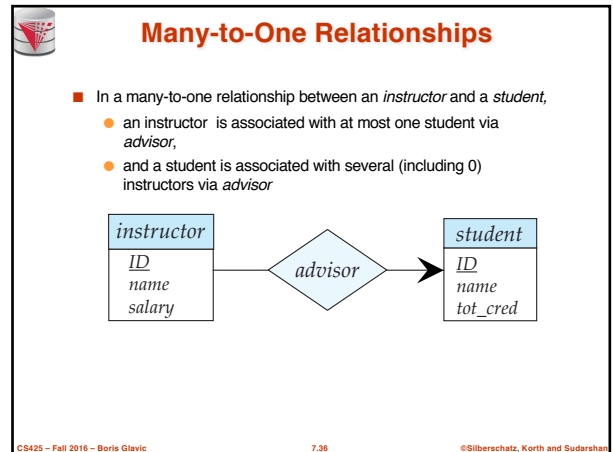 Many-to-One Relationships
In a many-to-one relationship between an instructor and a student,
an instructor is associated with at most one student via
advisor,
and a student is associated with several (including 0)
instructors via advisor
instructor
ID
name
salary
advisor
student
ID
name
tot_cred
CS425 – Fall 2016 – Boris Glavic
7.36
©Silberschatz, Korth and Sudarshan